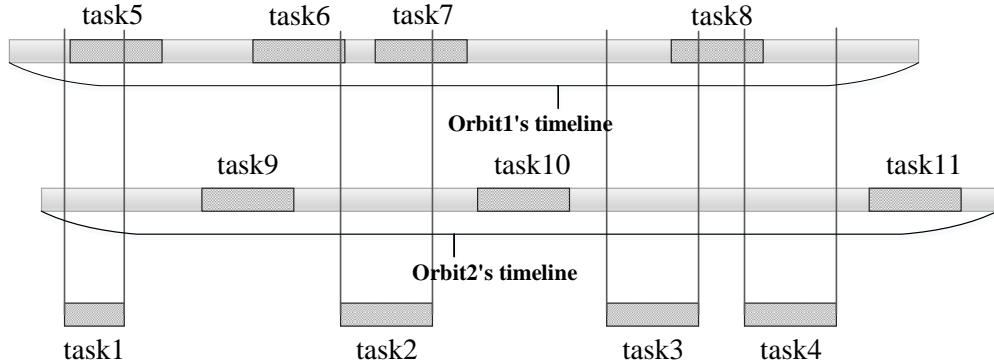 task5 task6 task7 task8
Orbit1's timeline
task9 task10 task11
Orbit2's timeline
task1 task2 task3 task4